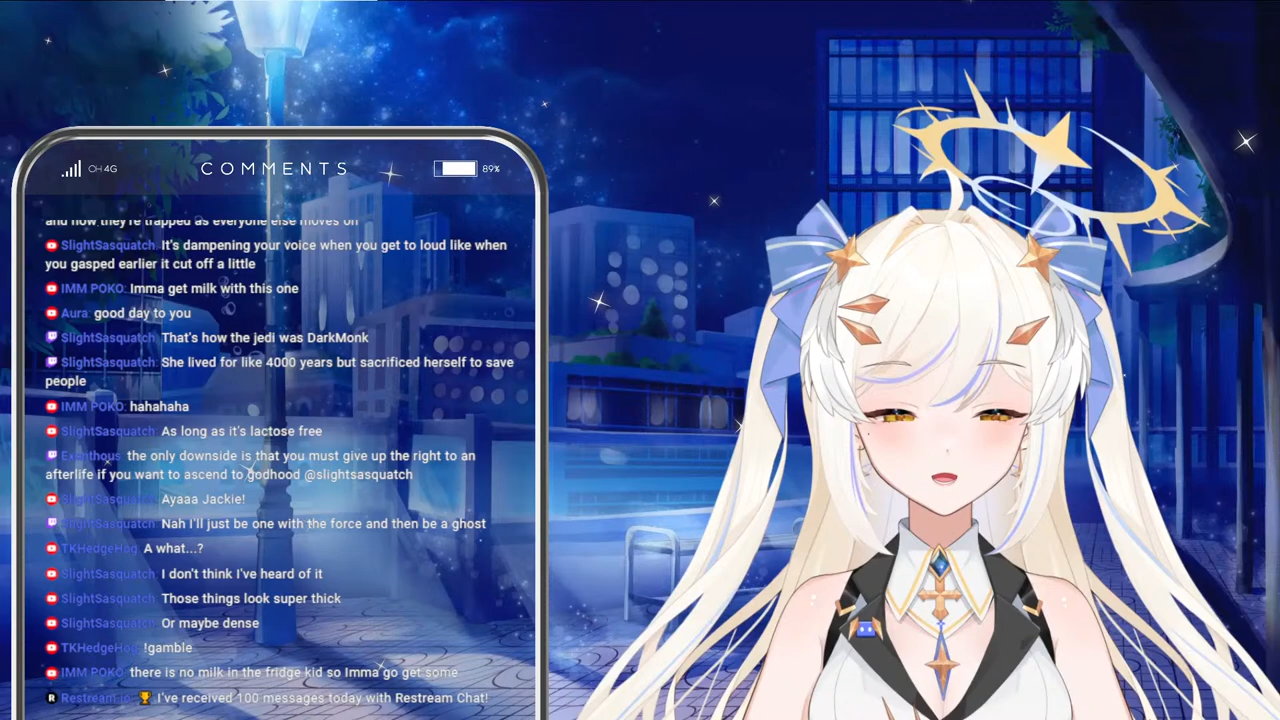 OH 4G COMMENTS 89%
and now they're trapped as everyone else moves on
SlightSasquatch: It's dampening your voice when you get to loud like when
you gasped earlier it cut off a little
IMM POKO: Imma get milk with this one
Aura: good day to you
SlightSasquatch: That's how the jedi was DarkMonk
SlightSasquatch: She lived for like 4000 years but sacrificed herself to save
people
IMM POKO: hahahaha
SlightSasquatch: As long as it's lactose free
the only downside is that you must give up the right to an
afterlife if you want to ascend to godhood @slightsasquatch
SlightSasquatch: Ayaaa Jackie!
SlightSasquatch: Nah I'll just be one with the force and then be a ghost
TKHedgeHog: A what...?
SlightSasquatch: I don't think I've heard of it
SlightSasquatch: Those things look super thick
SlightSasquatch: Or maybe dense
TKHedgeHog: !gamble
IMM POKO: there is no milk in the fridge kid so Imma go get some
R Restream.io: 🏆 I've received 100 messages today with Restream Chat!